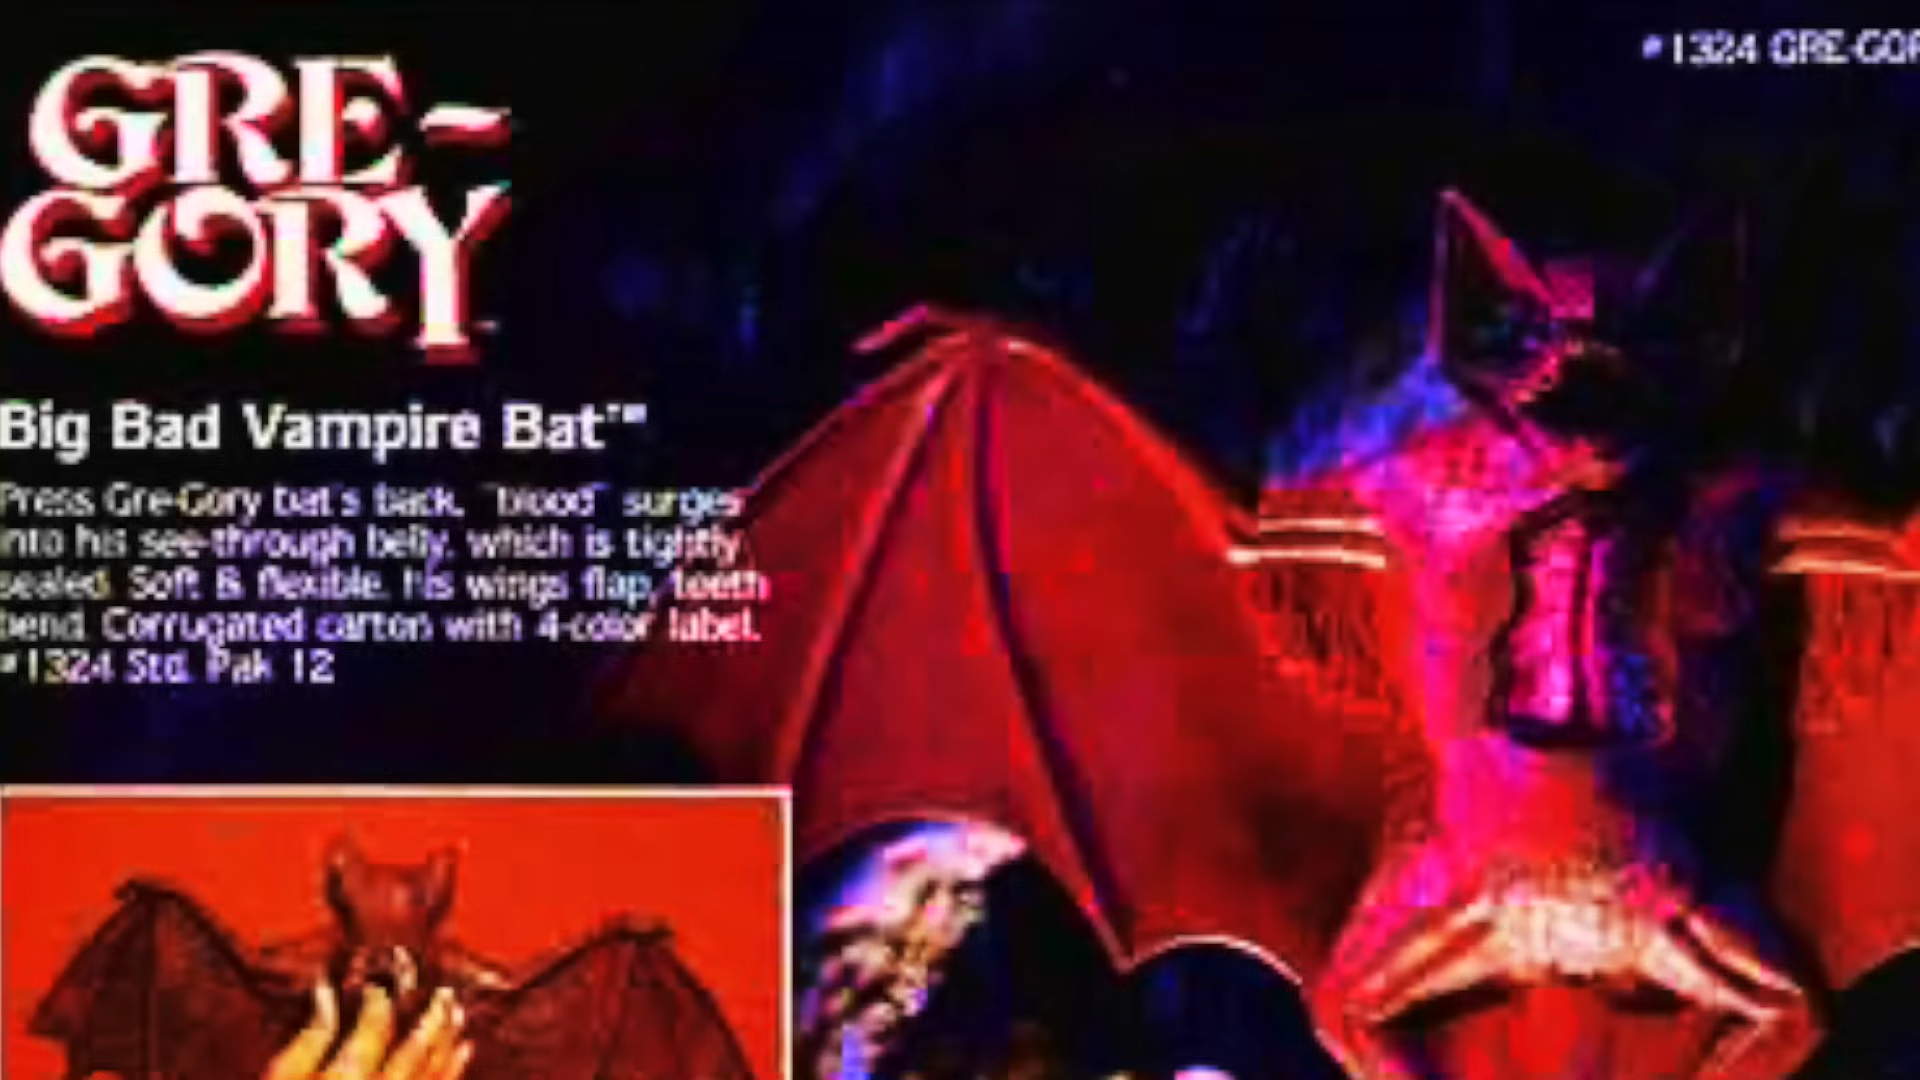 GRE-
GORY
#1324 GRE-GOR
Big Bad Vampire Bat™
Press Gre-Gory bat's back, "blood" surges
into his see-through belly, which is tightly
sealed. Soft & flexible, his wings flap, teeth
bend. Corrugated carton with 4-color label.
#1324 Std. Pak 12